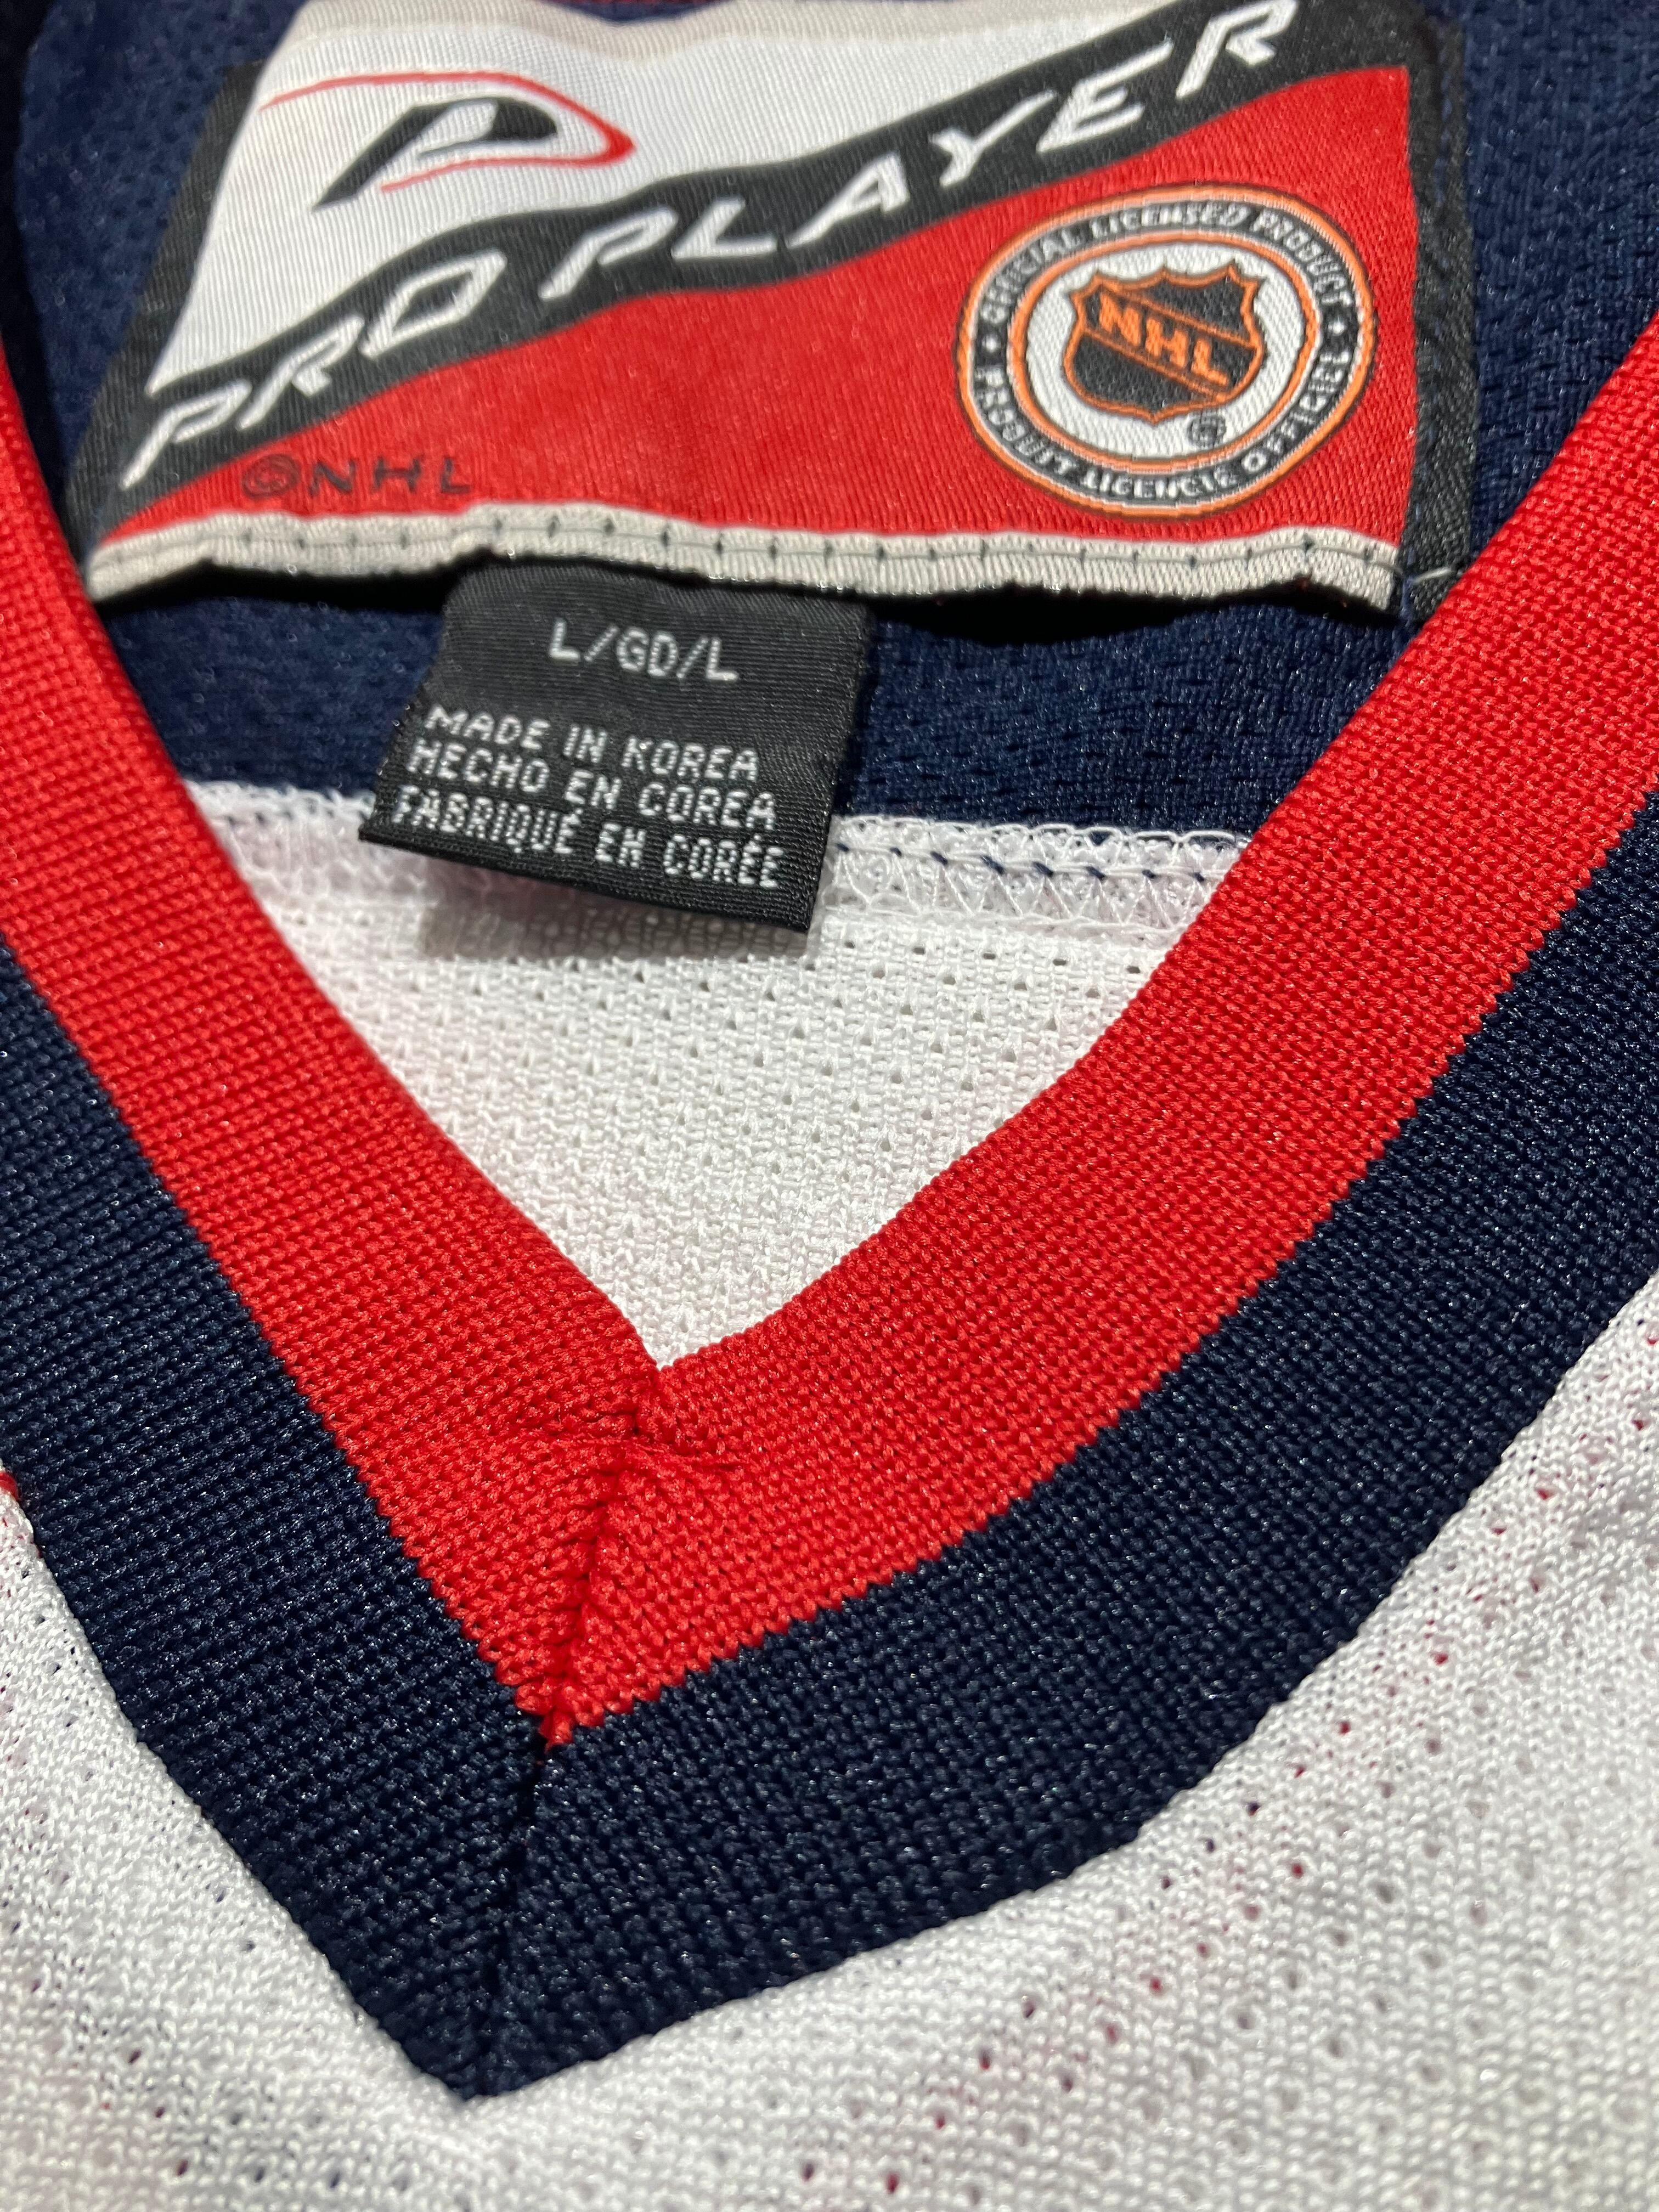 PRO PLAYER
OFFICIAL LICENSED PRODUCT
NHL
®
• PRODUIT LICENCIÉ OFFICIEL •
©NHL
L/GD/L
MADE IN KOREA
HECHO EN COREA
FABRIQUÉ EN CORÉE